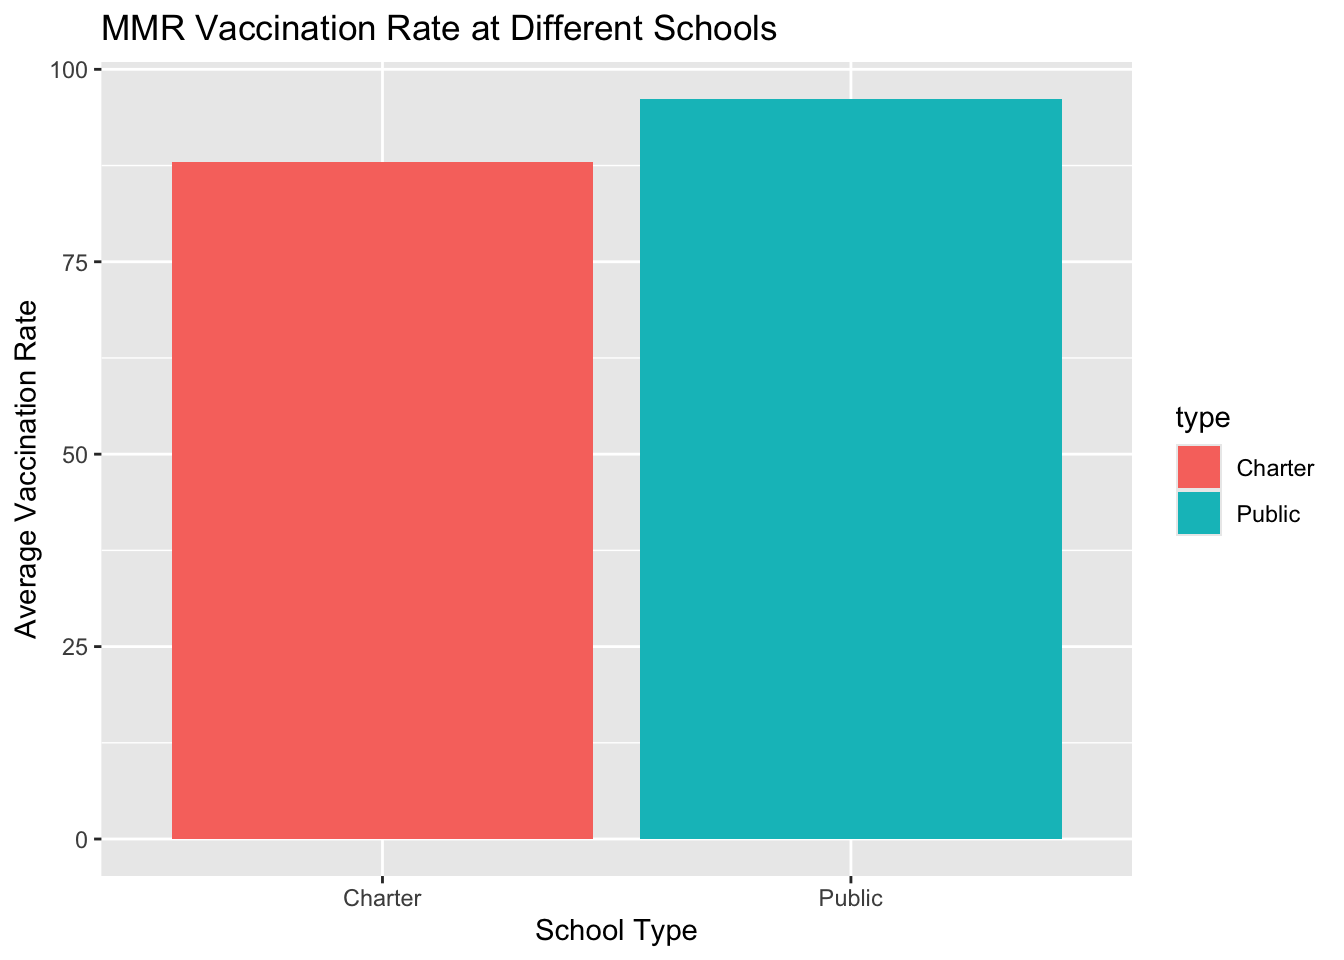 MMR Vaccination Rate at Different Schools
Average Vaccination Rate
100
75
50
25
0
Charter
Public
School Type
type
Charter
Public